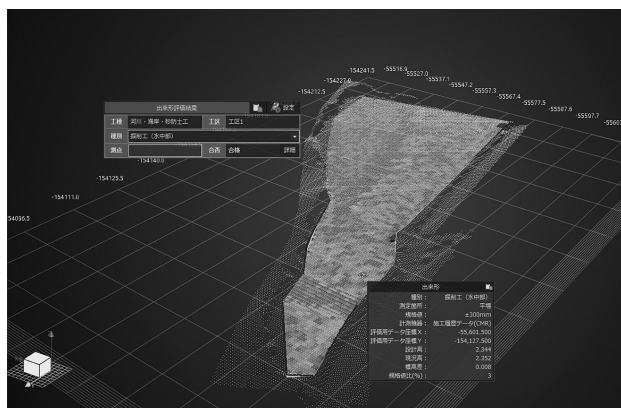 -154241.5
-55516.9
-55527.0
-154227.0
-55537.1
-55547.2
-154212.5
-55557.3
-55567.4
-55577.5
-55587.6
-55597.7
出来形評価結果 設定
工種 河川・海岸・砂防土工 工区 工区1
種別 掘削工（水中部）
測点 合否 合格 詳細
-154140.0
-154125.5
-154111.0
54096.5
出来形
種別： 掘削工（水中部）
測定箇所： 平場
規格値： ±300mm
計測機器： 施工履歴データ(CMR)
評価用データ座標X： -55,601.500
評価用データ座標Y： -154,127.500
設計高： 2.344
現況高： 2.352
標高差： 0.008
規格値比(%)： 3